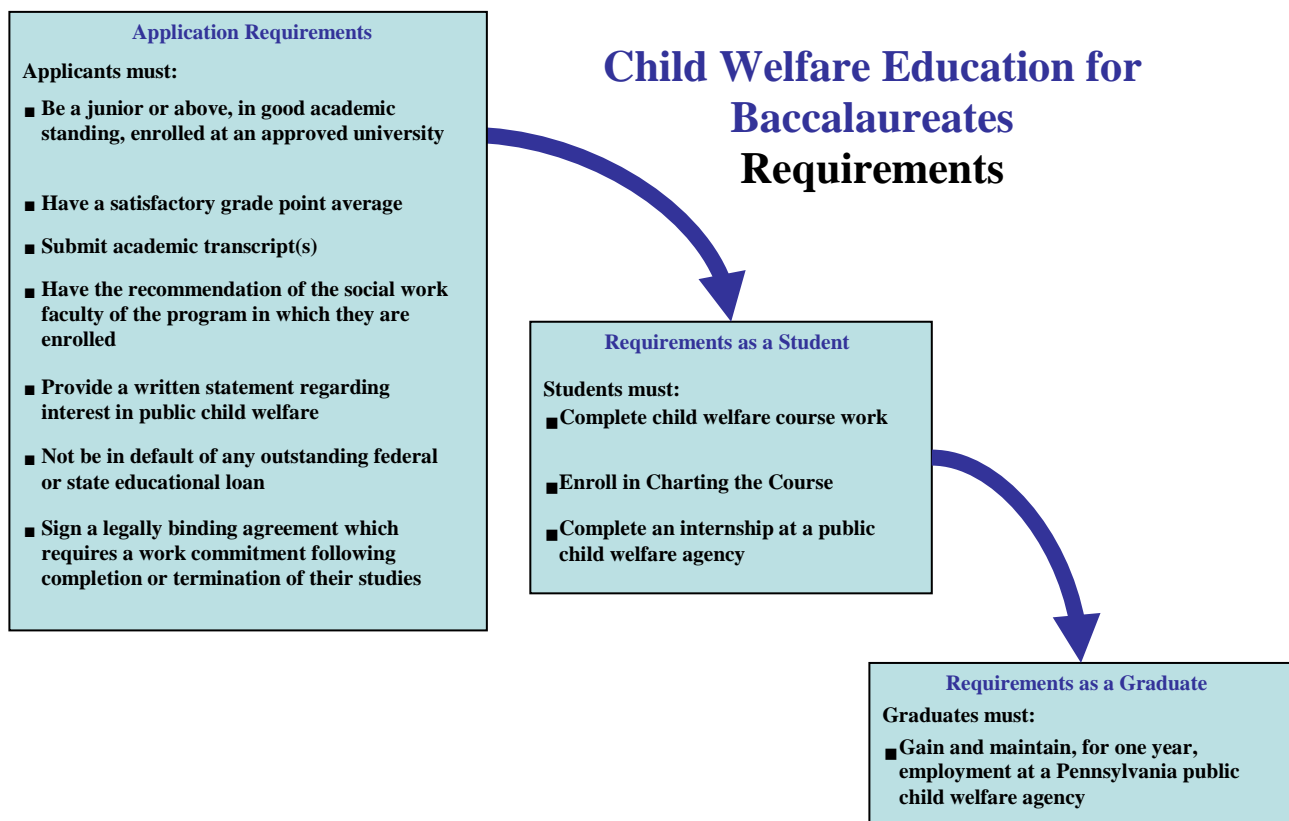 Child Welfare Education for
Baccalaureates
Requirements
Application Requirements
Applicants must:
■ Be a junior or above, in good academic
standing, enrolled at an approved university
■ Have a satisfactory grade point average
■ Submit academic transcript(s)
■ Have the recommendation of the social work
faculty of the program in which they are
enrolled
■ Provide a written statement regarding
interest in public child welfare
■ Not be in default of any outstanding federal
or state educational loan
■ Sign a legally binding agreement which
requires a work commitment following
completion or termination of their studies
Requirements as a Student
Students must:
■ Complete child welfare course work
■ Enroll in Charting the Course
■ Complete an internship at a public
child welfare agency
Requirements as a Graduate
Graduates must:
■ Gain and maintain, for one year,
employment at a Pennsylvania public
child welfare agency